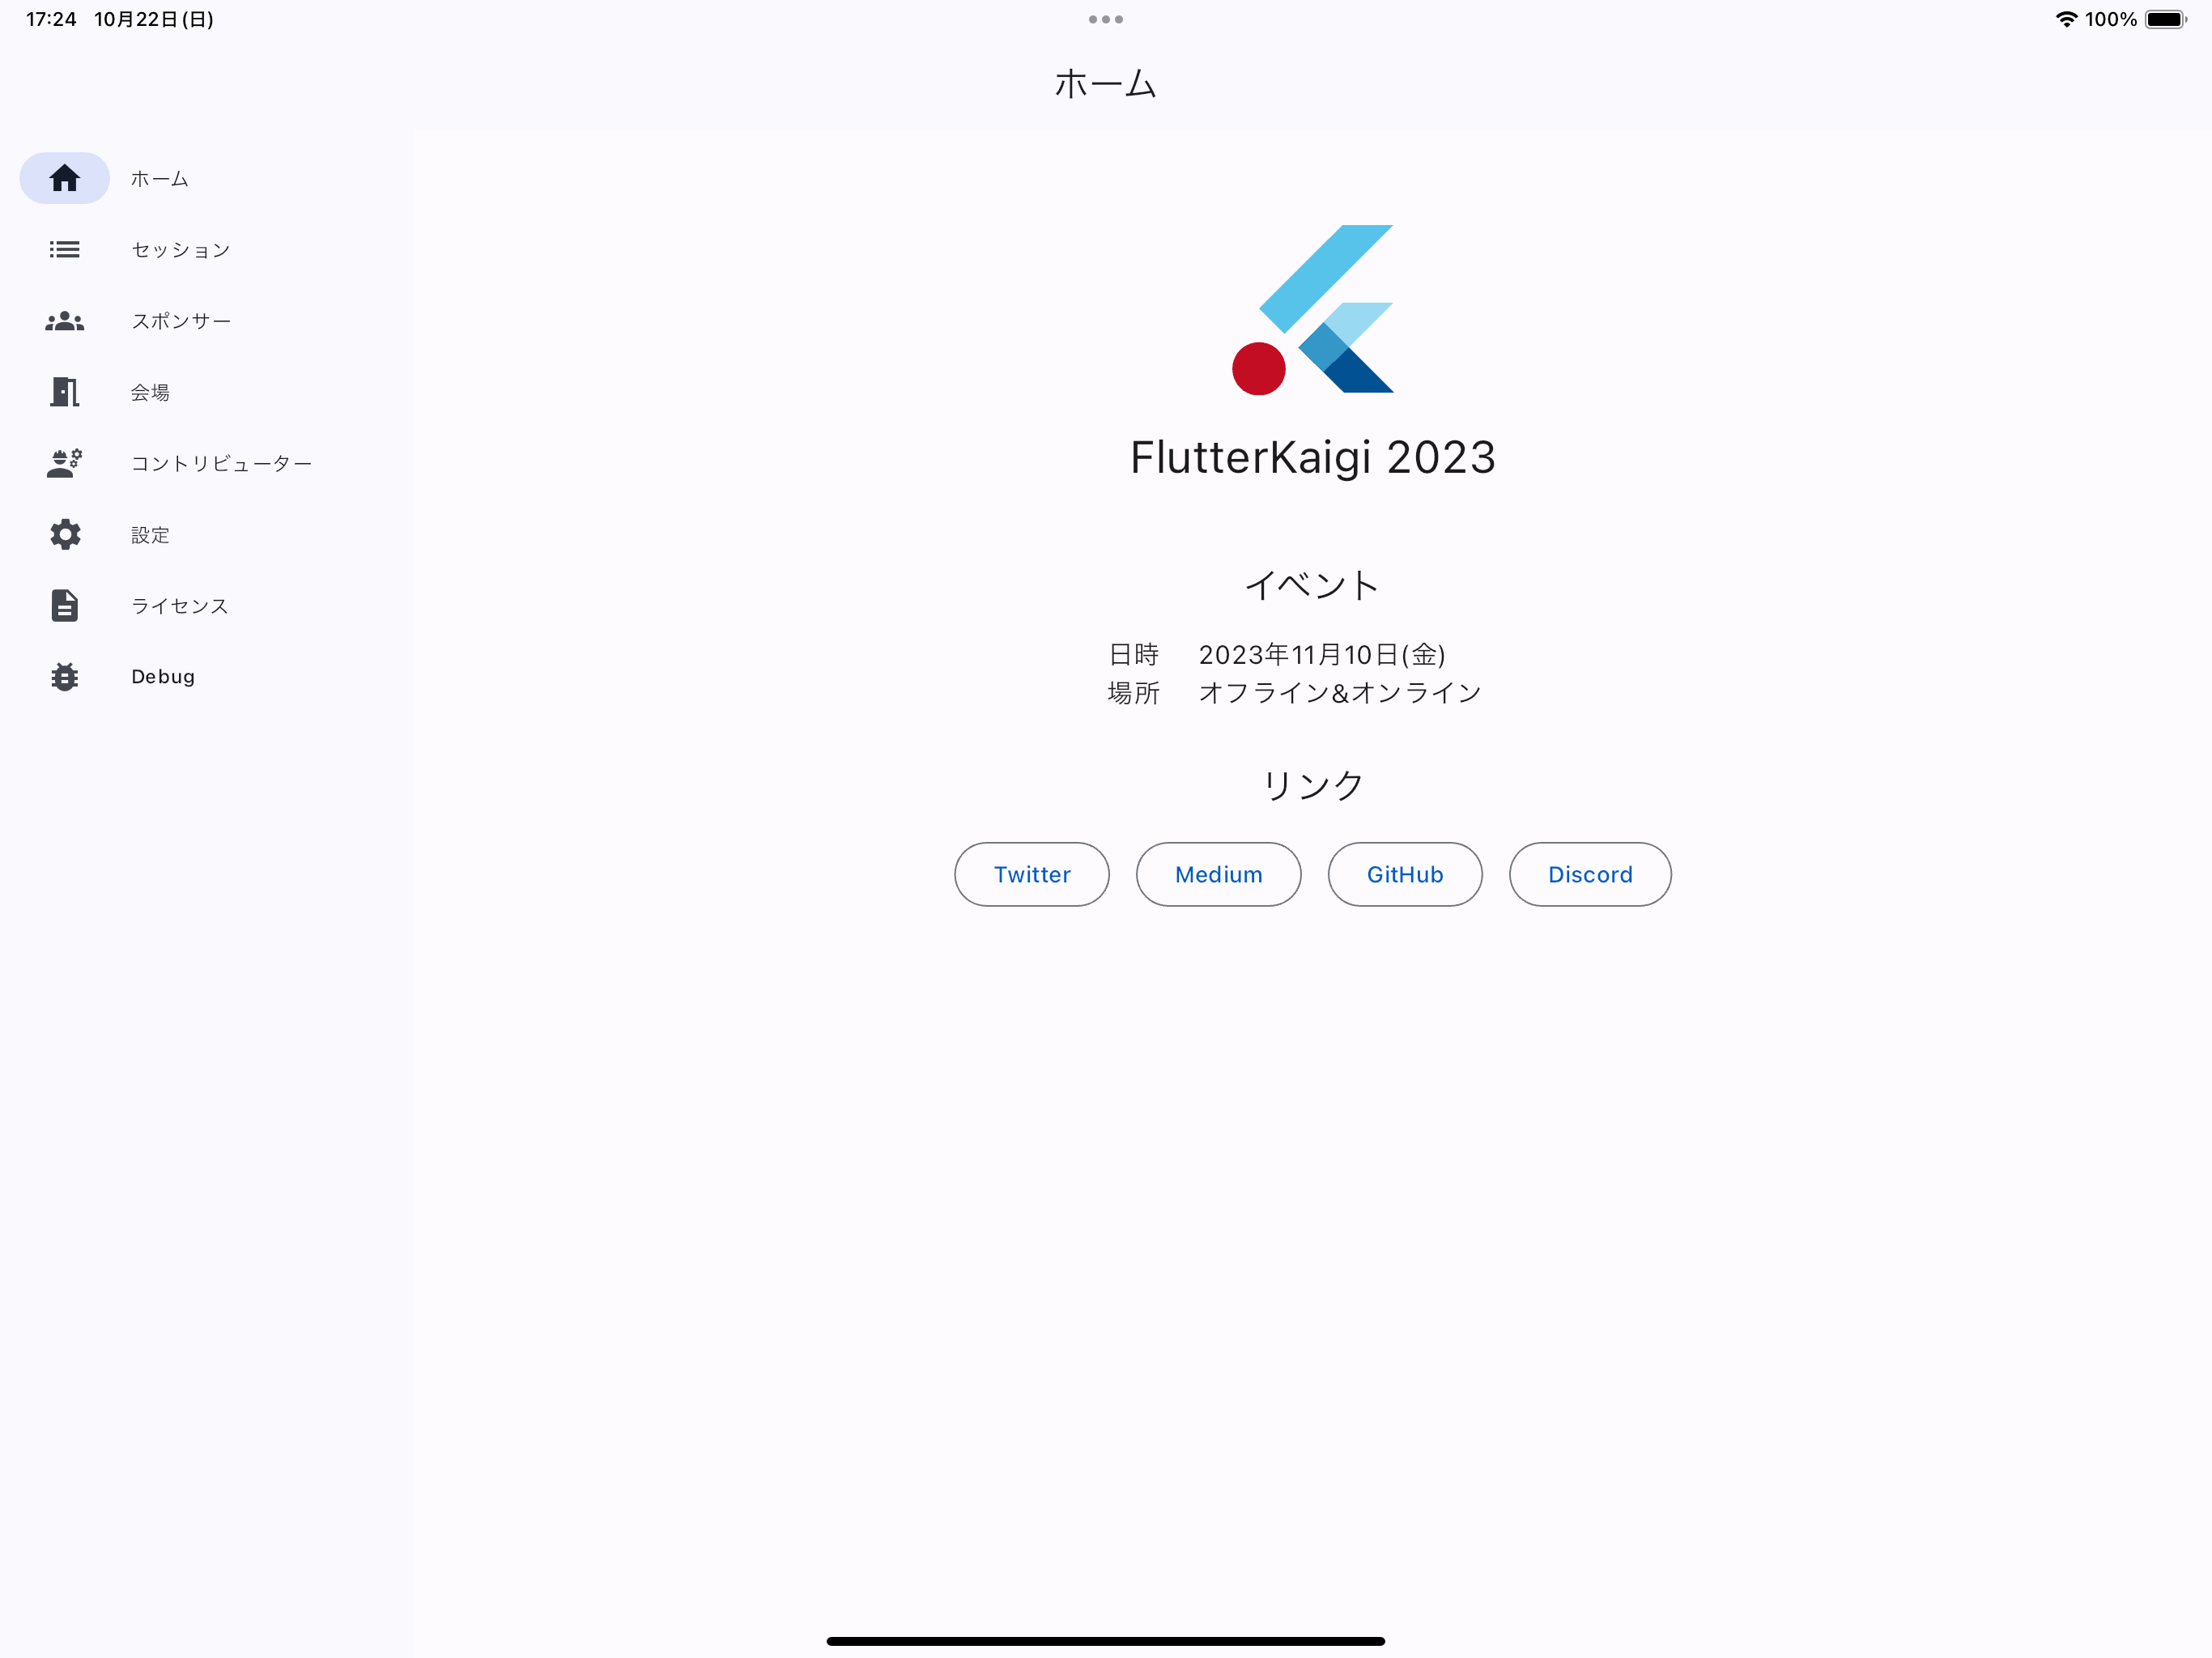 17:24 10月22日(日)
100%
ホーム
ホーム
セッション
スポンサー
会場
コントリビューター
設定
ライセンス
Debug
FlutterKaigi 2023
イベント
日時 2023年11月10日(金)
場所 オフライン&オンライン
リンク
Twitter Medium GitHub Discord